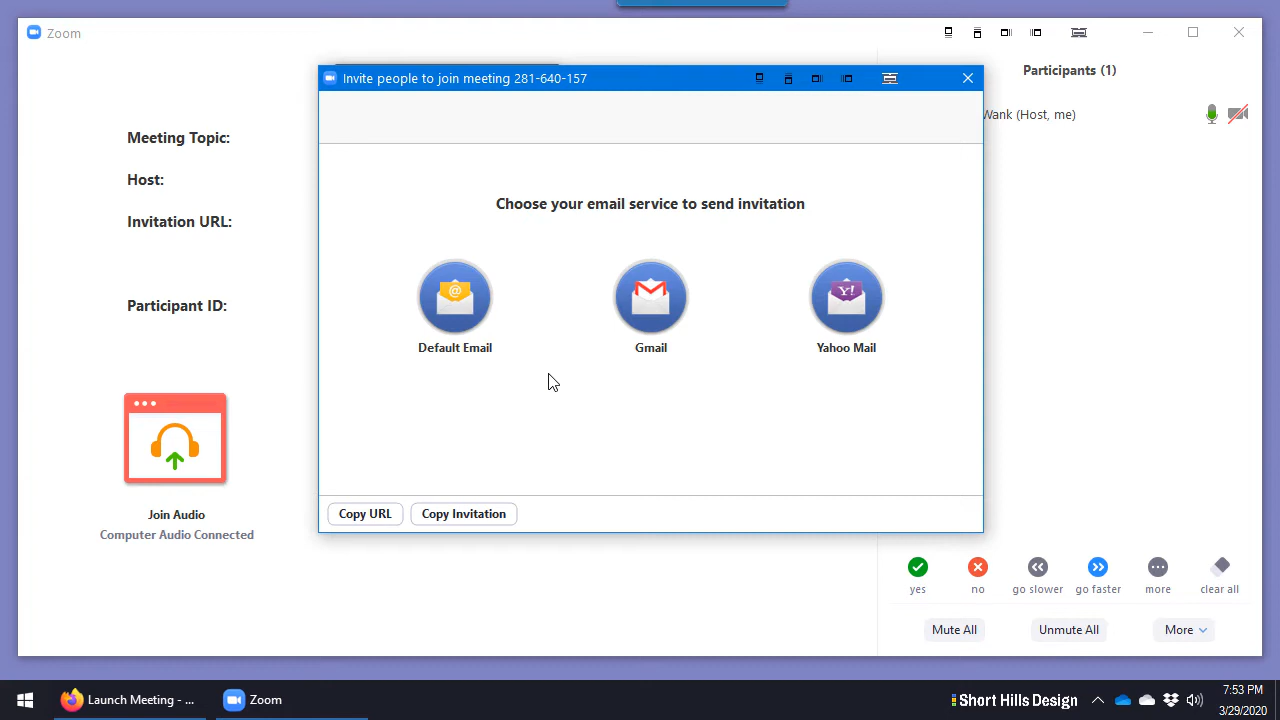 Zoom
Invite people to join meeting 281-640-157
Participants (1)
Wank (Host, me)
Meeting Topic:
Host:
Invitation URL:
Participant ID:
Choose your email service to send invitation
@
Y!
Default Email
Gmail
Yahoo Mail
Join Audio
Computer Audio Connected
Copy URL
Copy Invitation
yes
no
go slower
go faster
more
clear all
Mute All
Unmute All
More
Launch Meeting - ...
Zoom
Short Hills Design
7:53 PM
3/29/2020